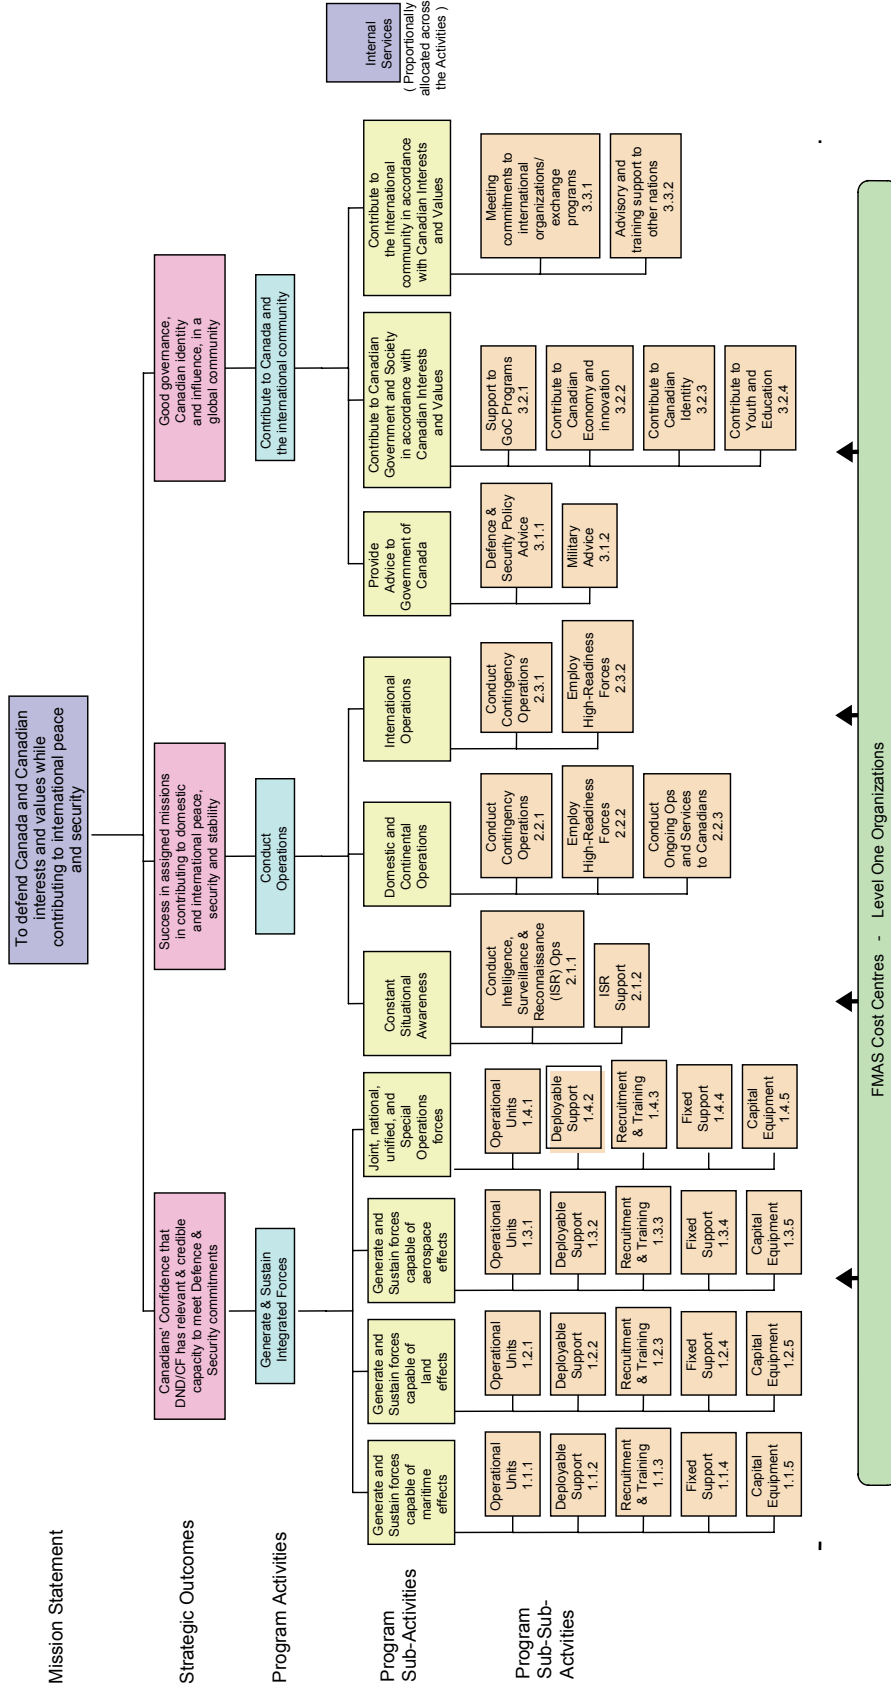 Mission Statement
To defend Canada and Canadian
interests and values while
contributing to international peace
and security
Strategic Outcomes
Canadians' Confidence that
DND/CF has relevant & credible
capacity to meet Defence &
Security commitments
Success in assigned missions
in contributing to domestic
and international peace,
security and stability
Good governance,
Canadian identity
and influence, in a
global community
Program Activities
Generate & Sustain
Integrated Forces
Conduct
Operations
Contribute to Canada and
the international community
Internal
Services
( Proportionally
allocated across
the Activities )
Program
Sub-Activities
Generate and
Sustain forces
capable of
maritime
effects
Generate and
Sustain forces
capable of
land
effects
Generate and
Sustain forces
capable of
aerospace
effects
Joint, national,
unified, and
Special
Operations
forces
Constant
Situational
Awareness
Domestic and
Continental
Operations
International
Operations
Provide
Advice to
Government of
Canada
Contribute to Canadian
Government and Society
in accordance with
Canadian Interests
and Values
Contribute to
the International
community in accordance
with Canadian Interests
and Values
Program
Sub-Sub-
Actvities
Operational
Units
1.1.1
Deployable
Support
1.1.2
Recruitment
& Training
1.1.3
Fixed
Support
1.1.4
Capital
Equipment
1.1.5
Operational
Units
1.2.1
Deployable
Support
1.2.2
Recruitment
& Training
1.2.3
Fixed
Support
1.2.4
Capital
Equipment
1.2.5
Operational
Units
1.3.1
Deployable
Support
1.3.2
Recruitment
& Training
1.3.3
Fixed
Support
1.3.4
Capital
Equipment
1.3.5
Operational
Units
1.4.1
Deployable
Support
1.4.2
Recruitment
& Training
1.4.3
Fixed
Support
1.4.4
Capital
Equipment
1.4.5
Conduct
Intelligence,
Surveillance &
Reconnaissance
(ISR) Ops
2.1.1
ISR
Support
2.1.2
Conduct
Contingency
Operations
2.2.1
Employ
High-Readiness
Forces
2.2.2
Conduct
Ongoing Ops
and Services
to Canadians
2.2.3
Conduct
Contingency
Operations
2.3.1
Employ
High-Readiness
Forces
2.3.2
Defence &
Security Policy
Advice
3.1.1
Military
Advice
3.1.2
Support to
GoC Programs
3.2.1
Contribute to
Canadian
Economy and
innovation
3.2.2
Contribute to
Canadian
Identity
3.2.3
Contribute to
Youth and
Education
3.2.4
Meeting
commitments to
international
organizations/
exchange
programs
3.3.1
Advisory and
training support to
other nations
3.3.2
FMAS Cost Centres - Level One Organizations